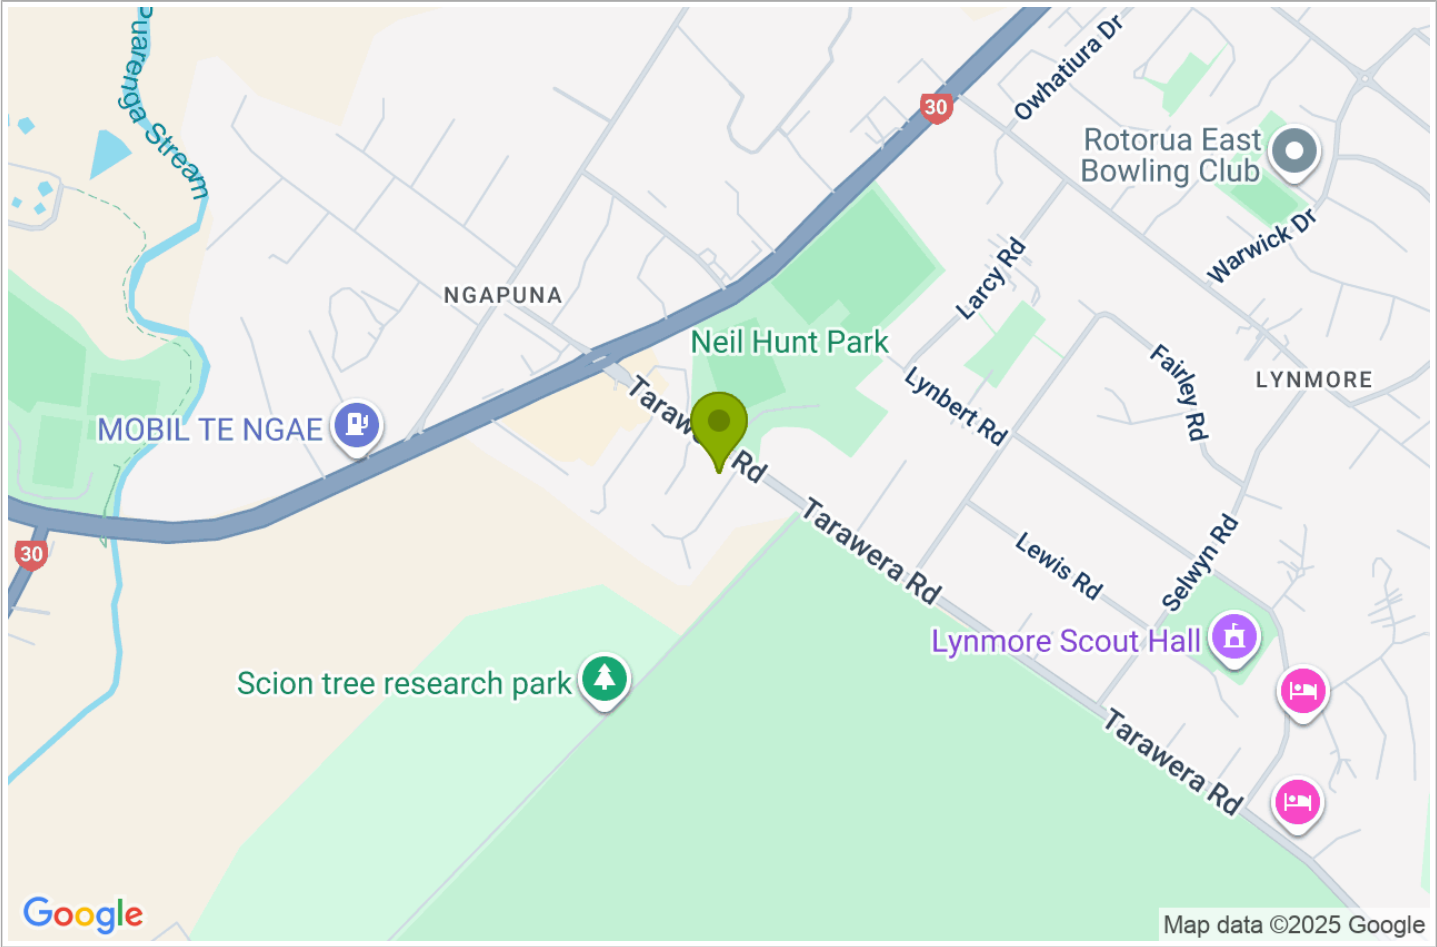 Puarenga Stream
30
Owhatiura Dr
Rotorua East
Bowling Club
Warwick Dr
Larcy Rd
NGAPUNA
Neil Hunt Park
Fairley Rd
LYNMORE
Tarawera Rd
Lynbert Rd
MOBIL TE NGAE
Tarawera Rd
30
Lewis Rd
Selwyn Rd
Lynmore Scout Hall
Scion tree research park
Tarawera Rd
Google
Map data ©2025 Google